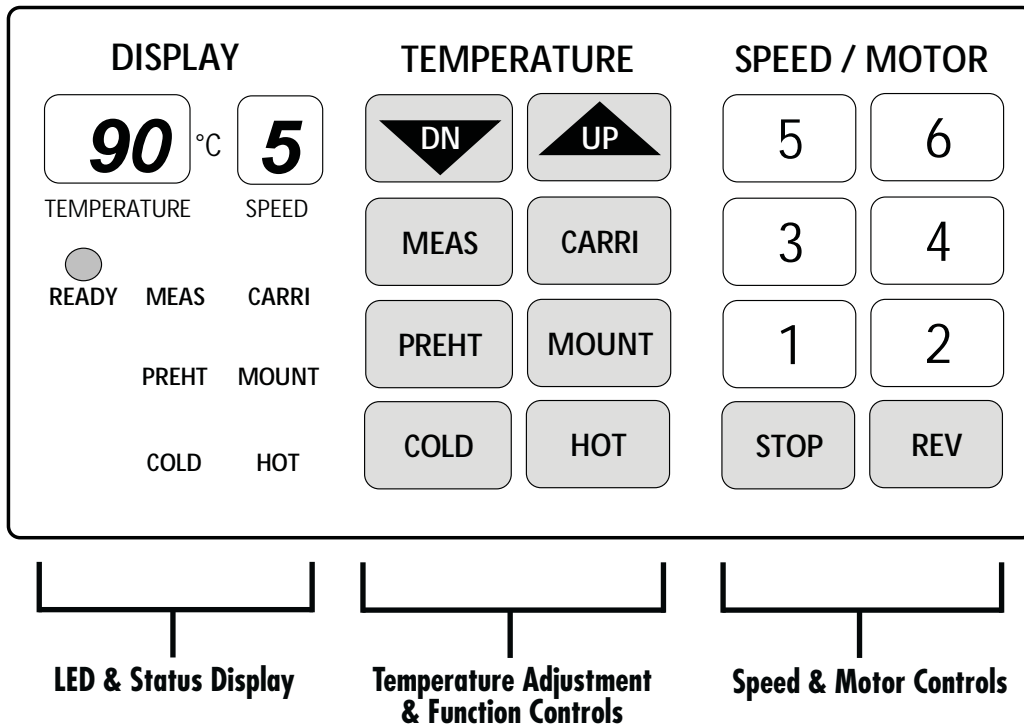 DISPLAY
90 °C 5
TEMPERATURE SPEED
READY MEAS CARRI
PREHT MOUNT
COLD HOT
TEMPERATURE
DN UP
MEAS CARRI
PREHT MOUNT
COLD HOT
SPEED / MOTOR
5 6
3 4
1 2
STOP REV
LED & Status Display
Temperature Adjustment
& Function Controls
Speed & Motor Controls